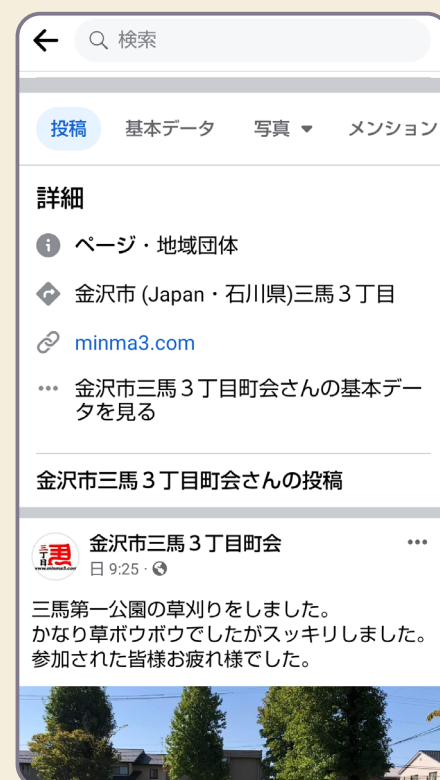 検索
投稿 基本データ 写真 メンション
詳細
ページ・地域団体
金沢市 (Japan・石川県)三馬３丁目
minma3.com
金沢市三馬３丁目町会さんの基本デー
タを見る
金沢市三馬３丁目町会さんの投稿
三丁目 馬
www.minma3.com
金沢市三馬３丁目町会
日 9:25 ·
三馬第一公園の草刈りをしました。
かなり草ボウボウでしたがスッキリしました。
参加された皆様お疲れ様でした。